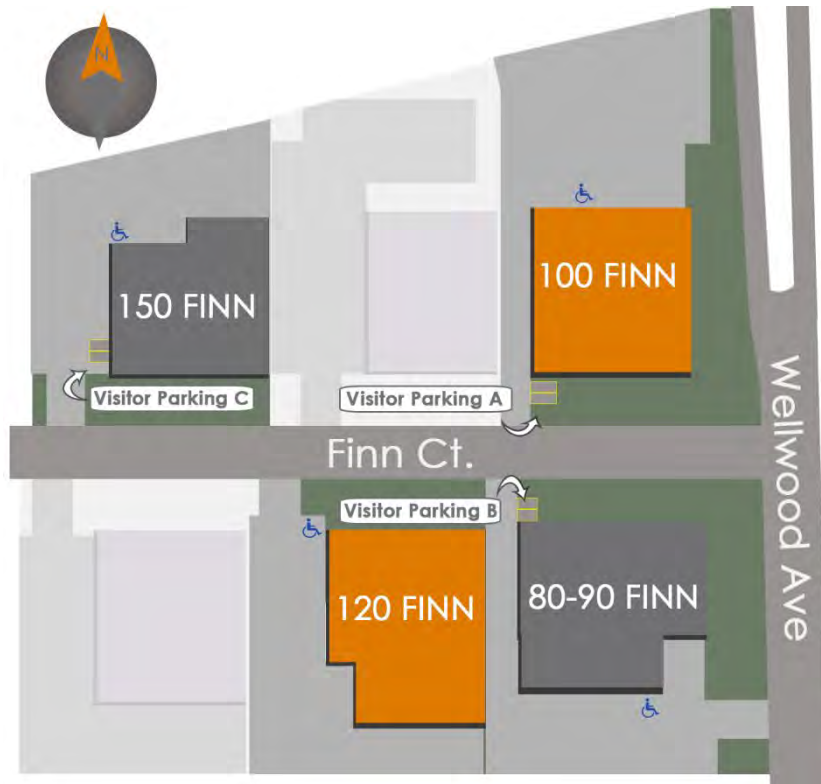 N
150 FINN
100 FINN
Visitor Parking C
Visitor Parking A
Finn Ct.
Wellwood Ave
Visitor Parking B
120 FINN
80-90 FINN